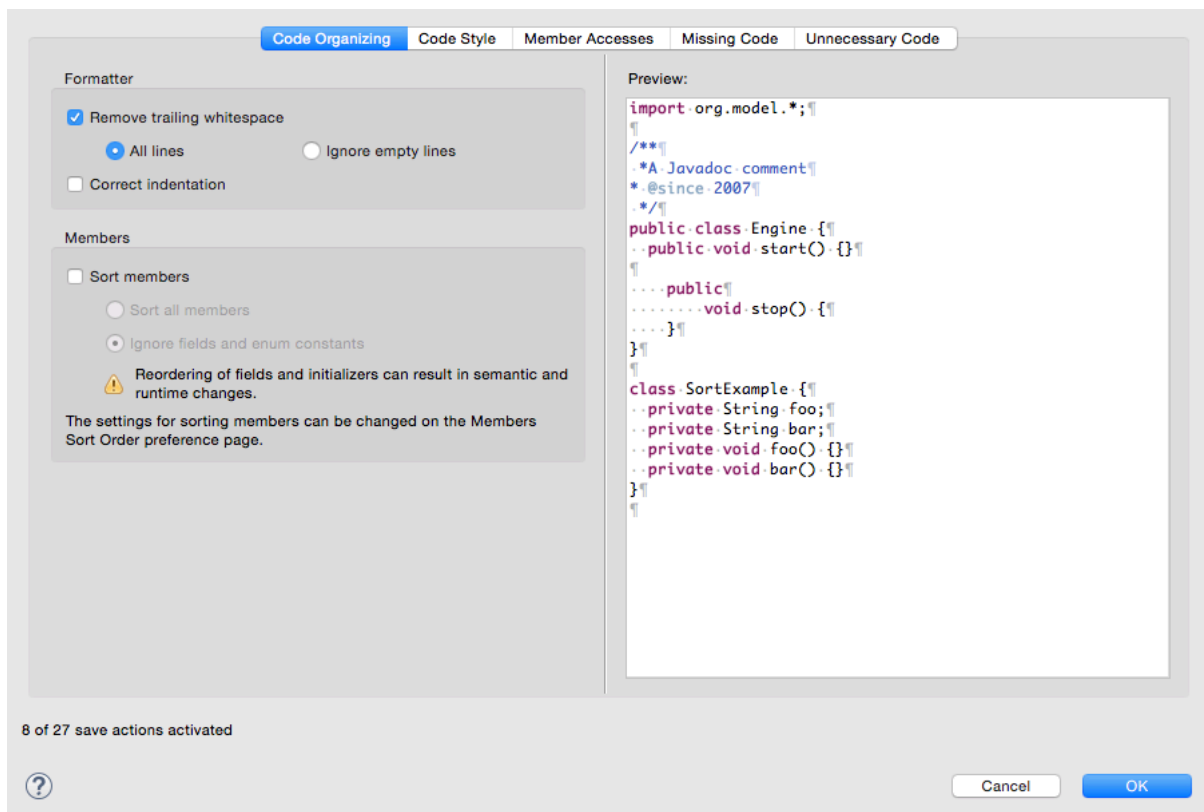 Code Organizing
Code Style
Member Accesses
Missing Code
Unnecessary Code
Formatter
Remove trailing whitespace
All lines
Ignore empty lines
Correct indentation
Members
Sort members
Sort all members
Ignore fields and enum constants
Reordering of fields and initializers can result in semantic and
runtime changes.
The settings for sorting members can be changed on the Members
Sort Order preference page.
Preview:
import·org.model.*;¶
¶
/**¶
·*A·Javadoc·comment¶
*·@since·2007¶
·*/¶
public·class·Engine·{¶
··public·void·start()·{}¶
¶
····public¶
········void·stop()·{¶
····}¶
}¶
¶
class·SortExample·{¶
··private·String·foo;¶
··private·String·bar;¶
··private·void·foo()·{}¶
··private·void·bar()·{}¶
}¶
¶
8 of 27 save actions activated
?
Cancel
OK